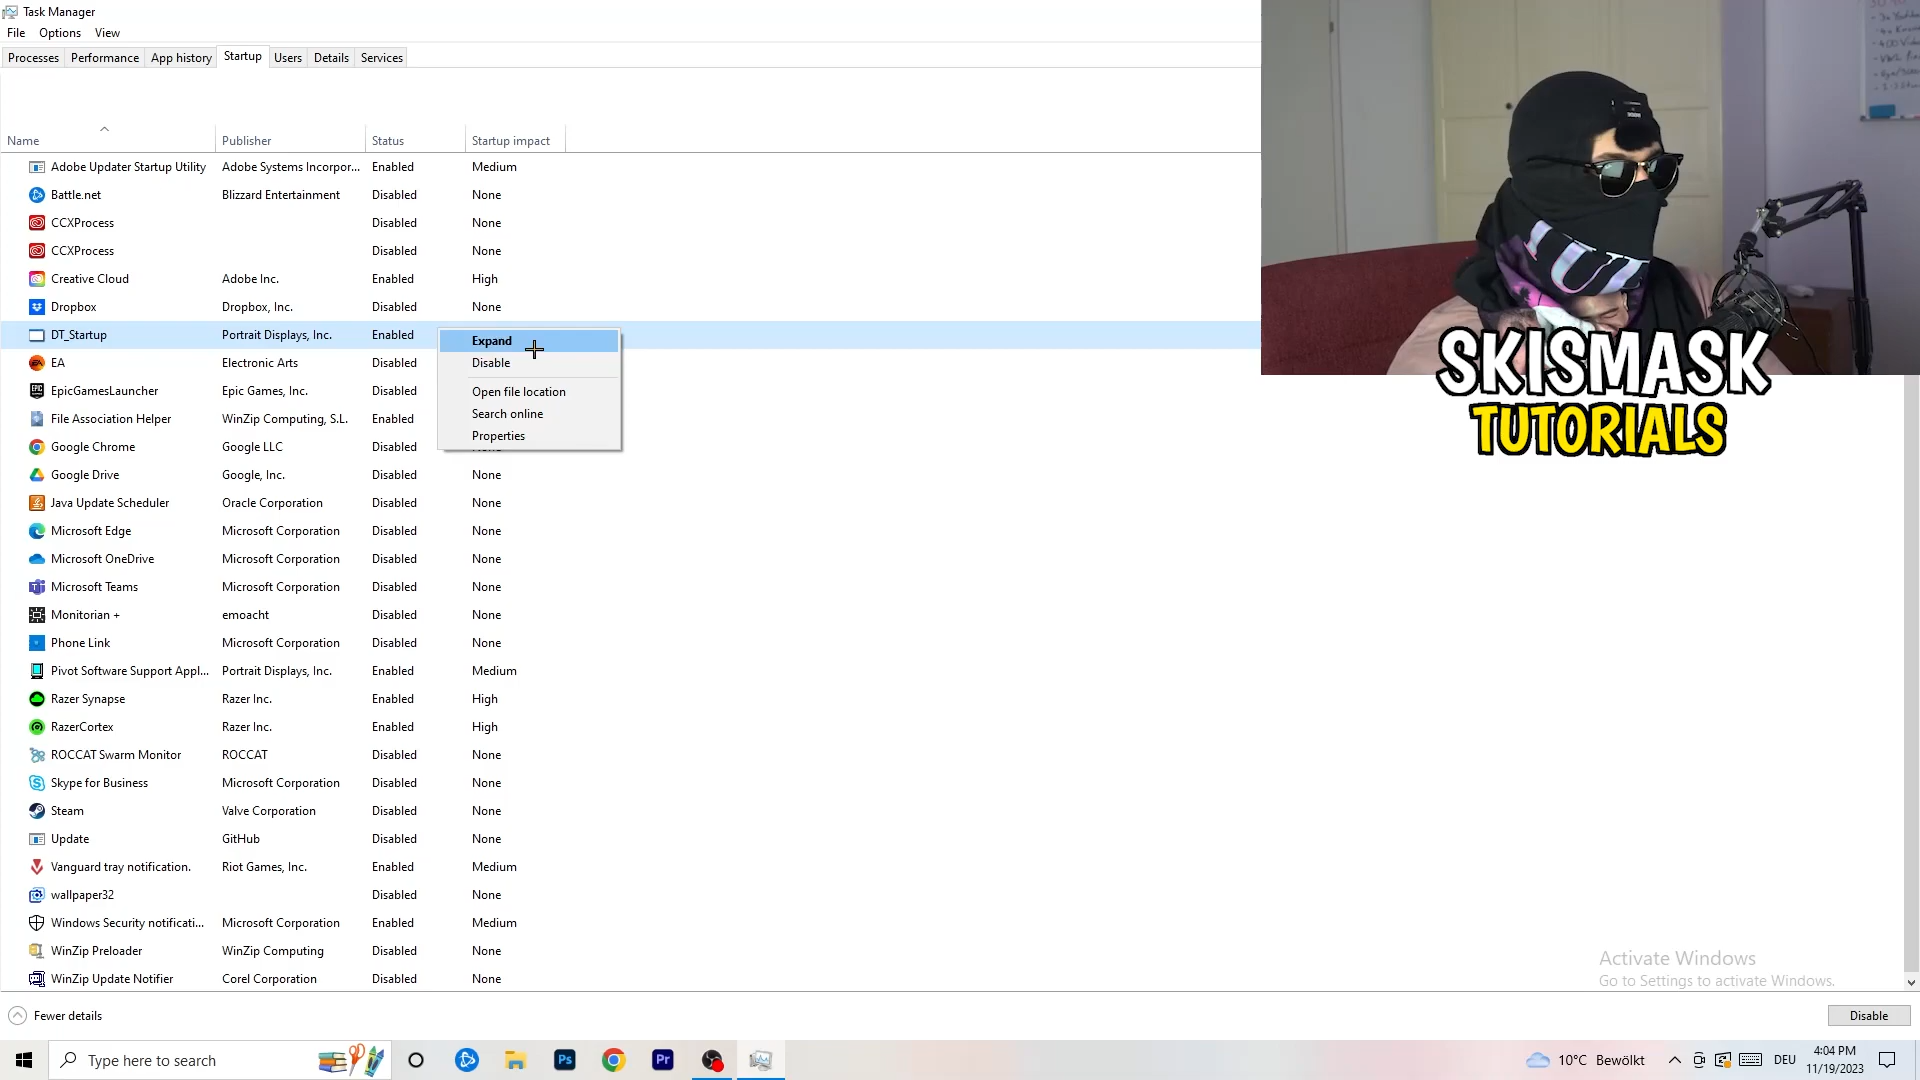 Task Manager
File Options View
Processes Performance App history Startup Users Details Services
Name Publisher Status Startup impact
Adobe Updater Startup Utility Adobe Systems Incorpor... Enabled Medium
Battle.net Blizzard Entertainment Disabled None
CCXProcess Disabled None
CCXProcess Disabled None
Creative Cloud Adobe Inc. Enabled High
Dropbox Dropbox, Inc. Disabled None
DT_Startup Portrait Displays, Inc. Enabled
Expand
EA Electronic Arts Disabled
Disable
EpicGamesLauncher Epic Games, Inc. Disabled
Open file location
File Association Helper WinZip Computing, S.L. Enabled
Search online
Properties
Google Chrome Google LLC Disabled
Google Drive Google, Inc. Disabled None
Java Update Scheduler Oracle Corporation Disabled None
Microsoft Edge Microsoft Corporation Disabled None
Microsoft OneDrive Microsoft Corporation Disabled None
Microsoft Teams Microsoft Corporation Disabled None
Monitorian + emoacht Disabled None
Phone Link Microsoft Corporation Disabled None
Pivot Software Support Appl... Portrait Displays, Inc. Enabled Medium
Razer Synapse Razer Inc. Enabled High
RazerCortex Razer Inc. Enabled High
ROCCAT Swarm Monitor ROCCAT Disabled None
Skype for Business Microsoft Corporation Disabled None
Steam Valve Corporation Disabled None
Update GitHub Disabled None
Vanguard tray notification. Riot Games, Inc. Enabled Medium
wallpaper32 Disabled None
Windows Security notificati... Microsoft Corporation Enabled Medium
WinZip Preloader WinZip Computing Disabled None
WinZip Update Notifier Corel Corporation Disabled None
SKISMASK
TUTORIALS
Activate Windows
Go to Settings to activate Windows.
Fewer details
Disable
Type here to search
Ps
Pr
10°C Bewölkt
DEU
4:04 PM
11/19/2023